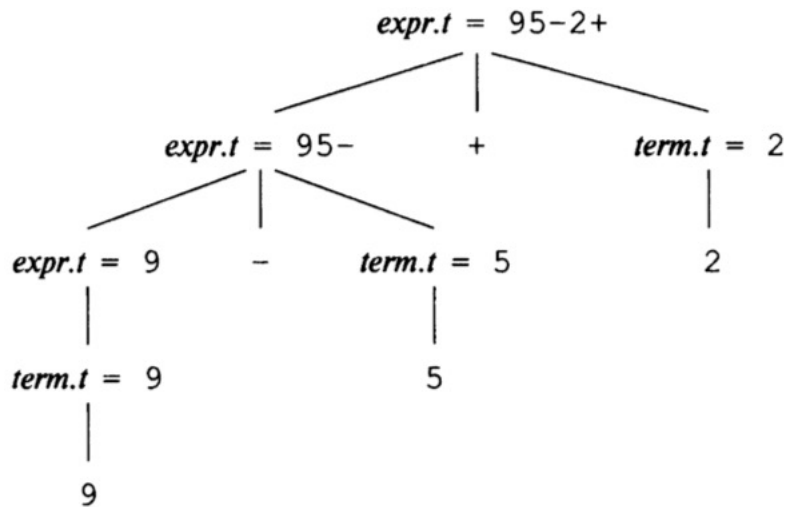 expr.t = 95-2+
expr.t = 95- + term.t = 2
expr.t = 9 - term.t = 5 2
term.t = 9 5
9